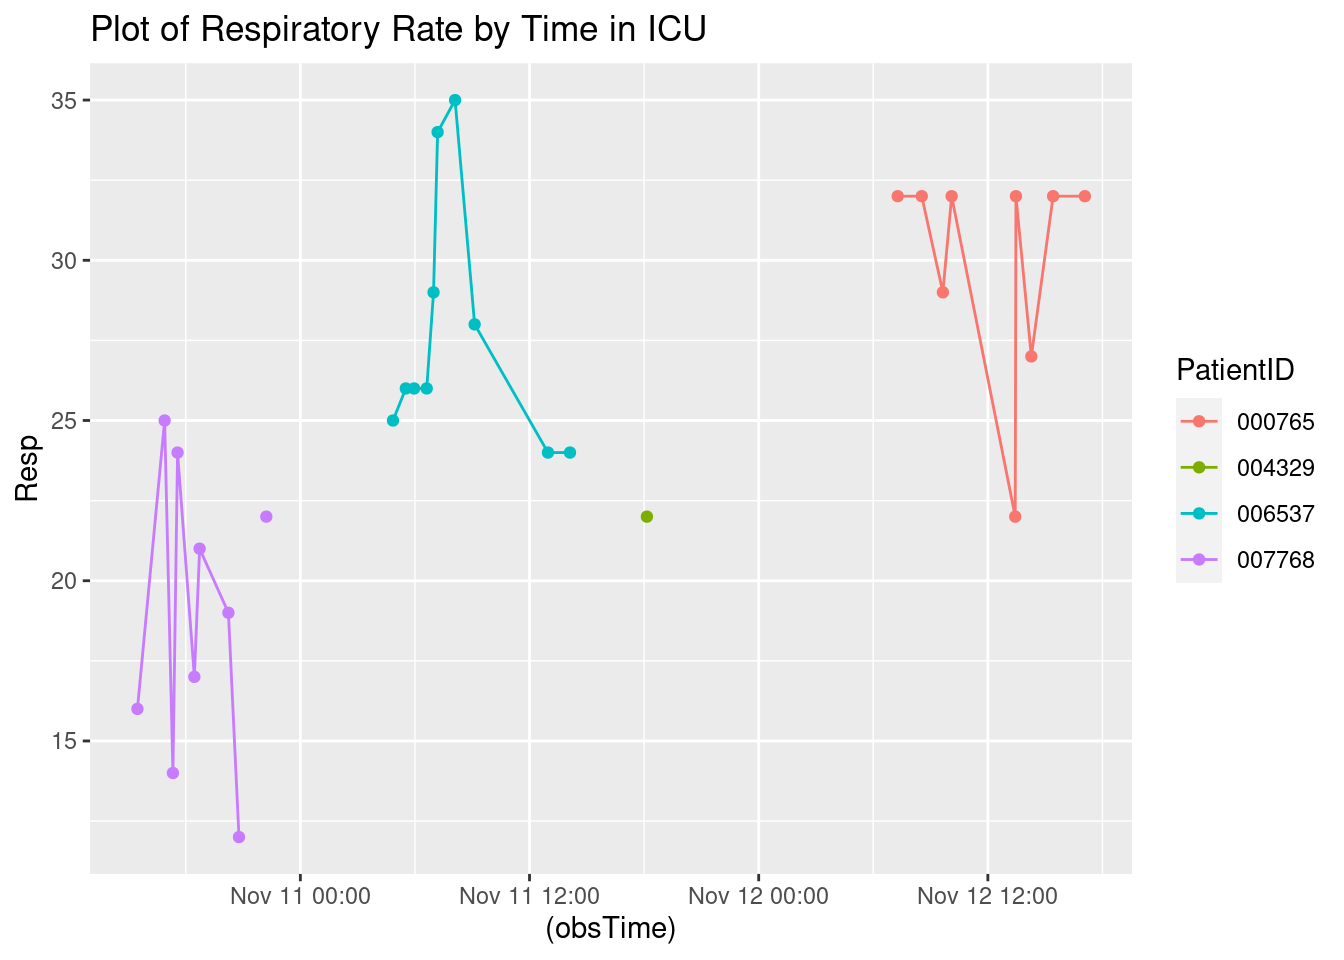 Plot of Respiratory Rate by Time in ICU
35
30
25
20
15
Resp
Nov 11 00:00
Nov 11 12:00
Nov 12 00:00
Nov 12 12:00
(obsTime)
PatientID
000765
004329
006537
007768